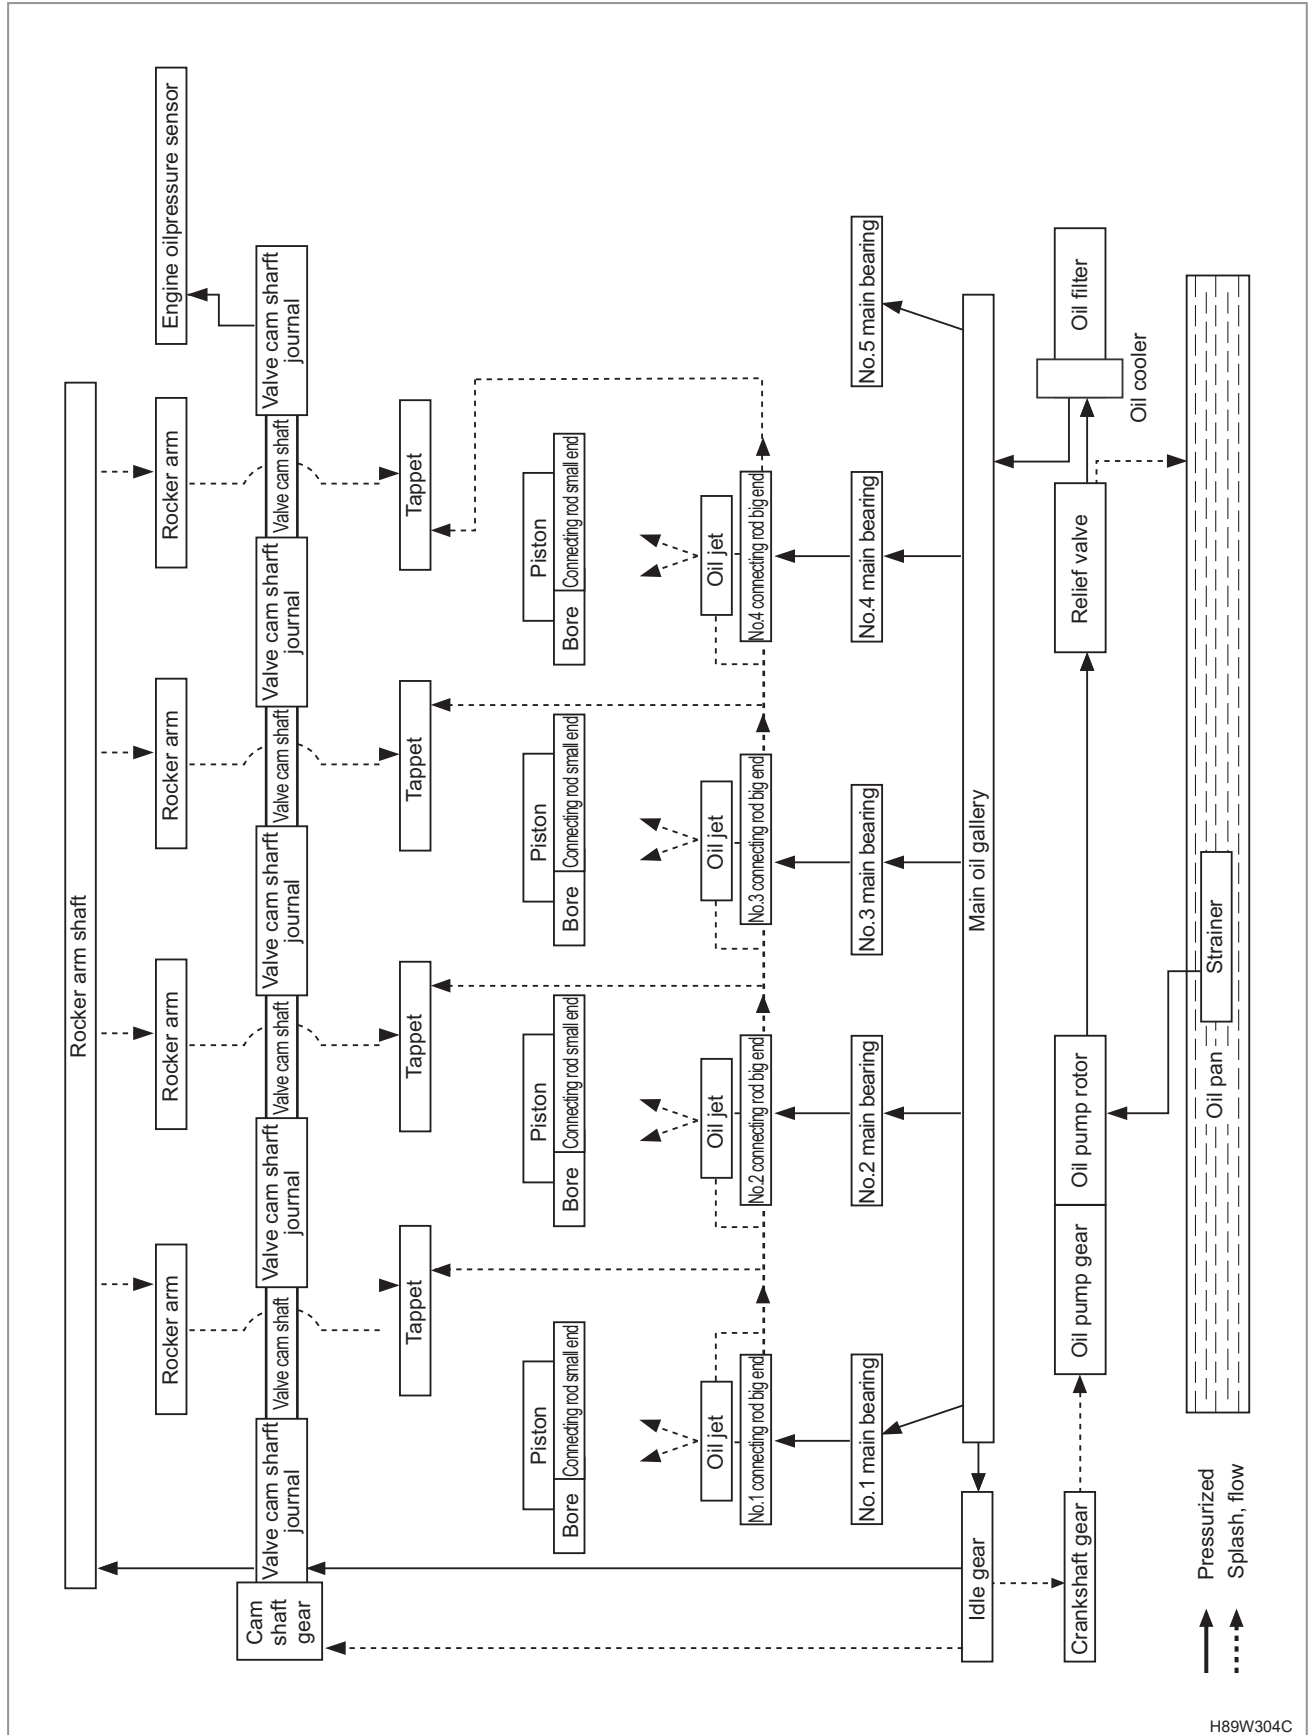 Rocker arm shaft
Engine oilpressure sensor
Rocker arm
Rocker arm
Rocker arm
Rocker arm
Cam
shaft
gear
Valve cam sharft
journal
Valve cam shaft
Valve cam sharft
journal
Valve cam shaft
Valve cam sharft
journal
Valve cam shaft
Valve cam sharft
journal
Valve cam shaft
Valve cam sharft
journal
Tappet
Tappet
Tappet
Tappet
Piston
Bore
Connecting rod small end
Piston
Bore
Connecting rod small end
Piston
Bore
Connecting rod small end
Piston
Bore
Connecting rod small end
Oil jet
Oil jet
Oil jet
Oil jet
No.1 connecting rod big end
No.2 connecting rod big end
No.3 connecting rod big end
No.4 connecting rod big end
No.1 main bearing
No.2 main bearing
No.3 main bearing
No.4 main bearing
No.5 main bearing
Idle gear
Main oil gallery
Crankshaft gear
Oil pump gear
Oil pump rotor
Relief valve
Oil filter
Oil cooler
Oil pan
Strainer
Pressurized
Splash, flow
H89W304C